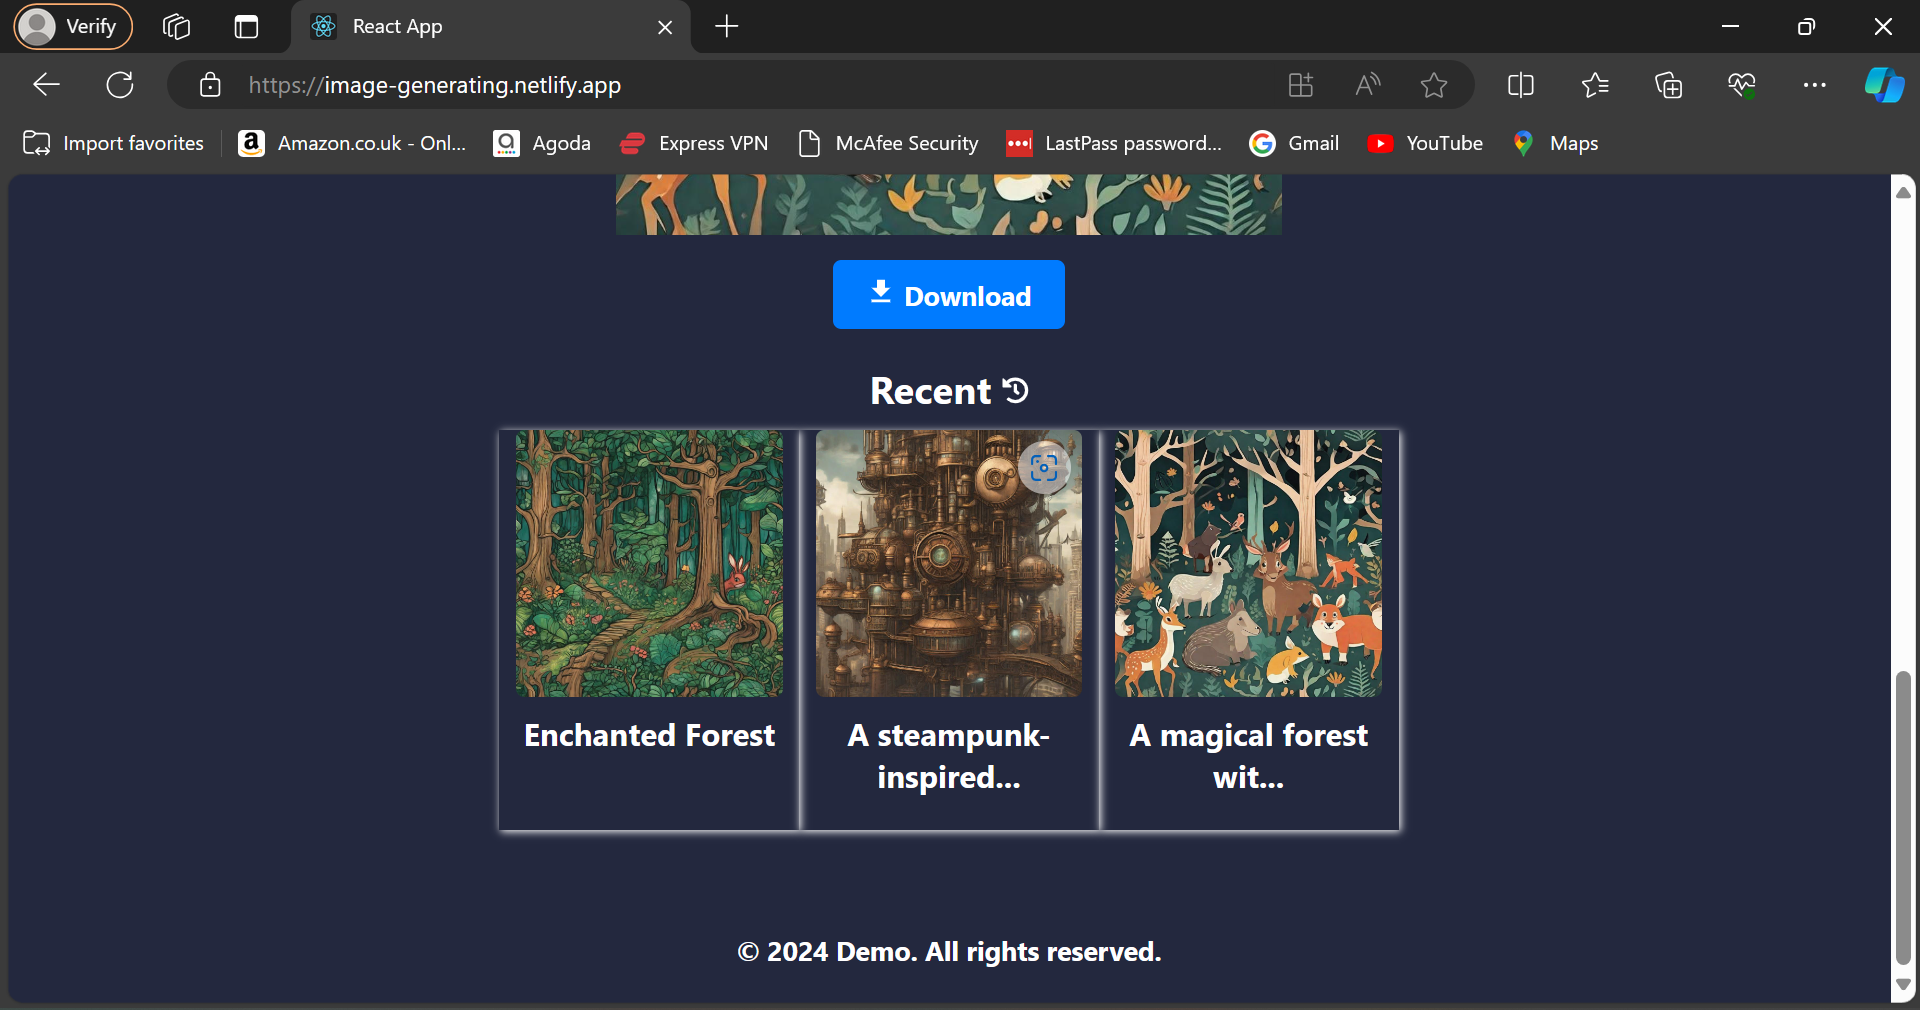 Verify
React App
https://image-generating.netlify.app
Import favorites
Amazon.co.uk - Onl...
Agoda
Express VPN
McAfee Security
LastPass password...
Gmail
YouTube
Maps
Download
Recent
Enchanted Forest
A steampunk-
inspired...
A magical forest
wit...
© 2024 Demo. All rights reserved.